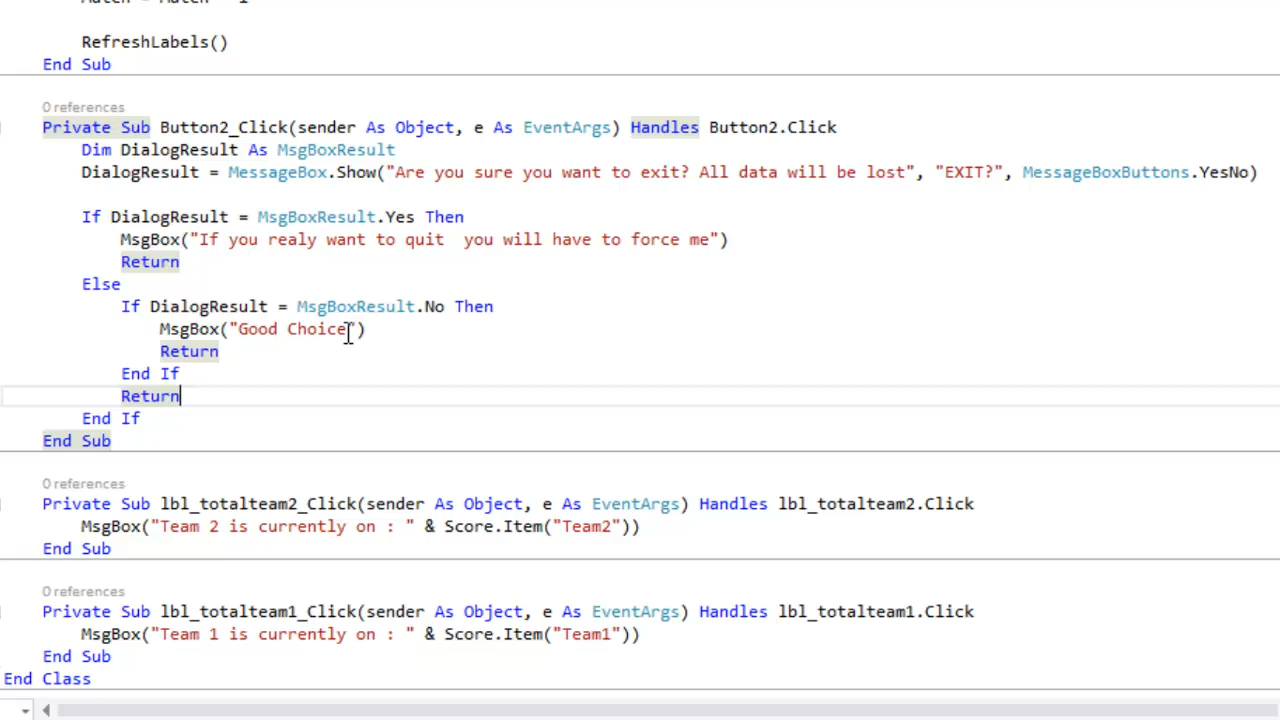 RefreshLabels()
End Sub
0 references
Private Sub Button2_Click(sender As Object, e As EventArgs) Handles Button2.Click
Dim DialogResult As MsgBoxResult
DialogResult = MessageBox.Show("Are you sure you want to exit? All data will be lost", "EXIT?", MessageBoxButtons.YesNo)
If DialogResult = MsgBoxResult.Yes Then
MsgBox("If you realy want to quit  you will have to force me")
Return
Else
If DialogResult = MsgBoxResult.No Then
MsgBox("Good Choice")
Return
End If
Return
End If
End Sub
0 references
Private Sub lbl_totalteam2_Click(sender As Object, e As EventArgs) Handles lbl_totalteam2.Click
MsgBox("Team 2 is currently on : " & Score.Item("Team2"))
End Sub
0 references
Private Sub lbl_totalteam1_Click(sender As Object, e As EventArgs) Handles lbl_totalteam1.Click
MsgBox("Team 1 is currently on : " & Score.Item("Team1"))
End Sub
End Class